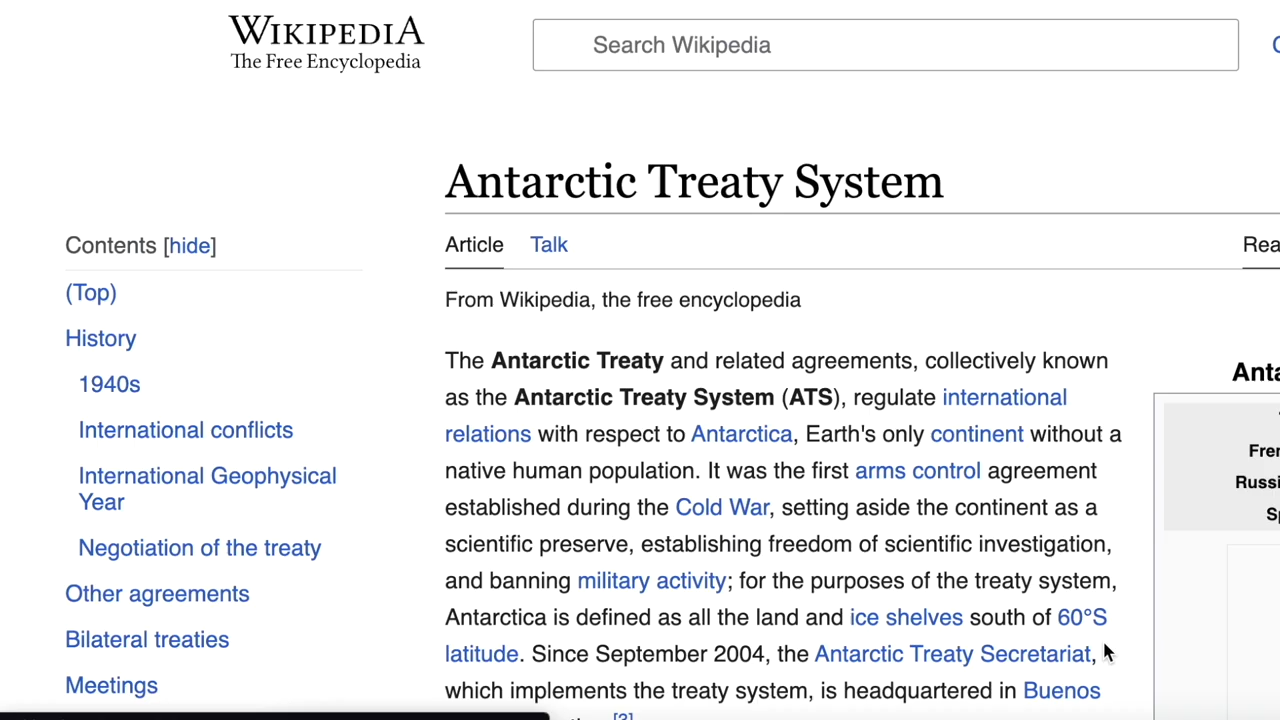 WIKIPEDIA
The Free Encyclopedia
Search Wikipedia
Antarctic Treaty System
Contents [hide]
(Top)
History
1940s
International conflicts
International Geophysical
Year
Negotiation of the treaty
Other agreements
Bilateral treaties
Meetings
Article Talk
From Wikipedia, the free encyclopedia
The Antarctic Treaty and related agreements, collectively known
as the Antarctic Treaty System (ATS), regulate international
relations with respect to Antarctica, Earth's only continent without a
native human population. It was the first arms control agreement
established during the Cold War, setting aside the continent as a
scientific preserve, establishing freedom of scientific investigation,
and banning military activity; for the purposes of the treaty system,
Antarctica is defined as all the land and ice shelves south of 60°S
latitude. Since September 2004, the Antarctic Treaty Secretariat,
which implements the treaty system, is headquartered in Buenos